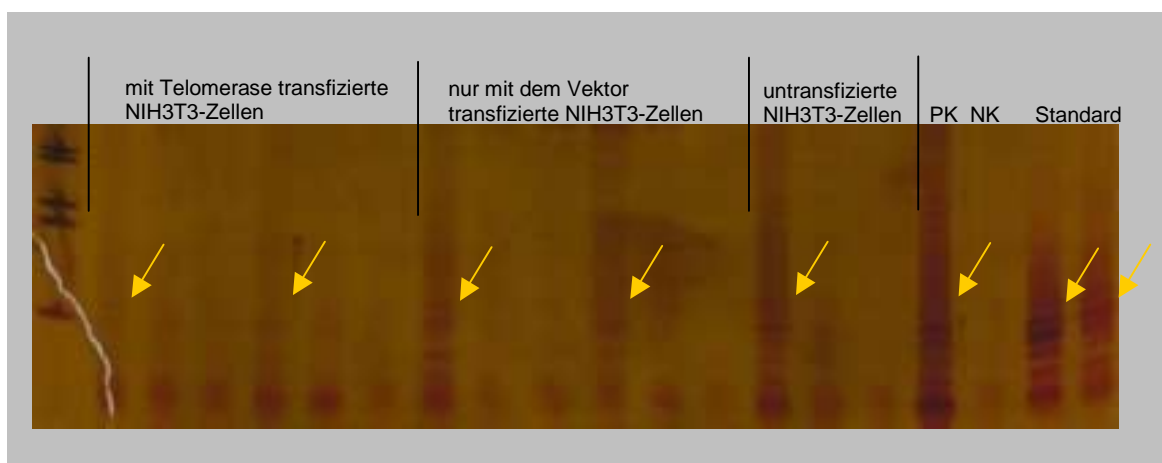 mit Telomerase transfizierte
NIH3T3-Zellen
nur mit dem Vektor
transfizierte NIH3T3-Zellen
untransfizierte
NIH3T3-Zellen
PK NK Standard